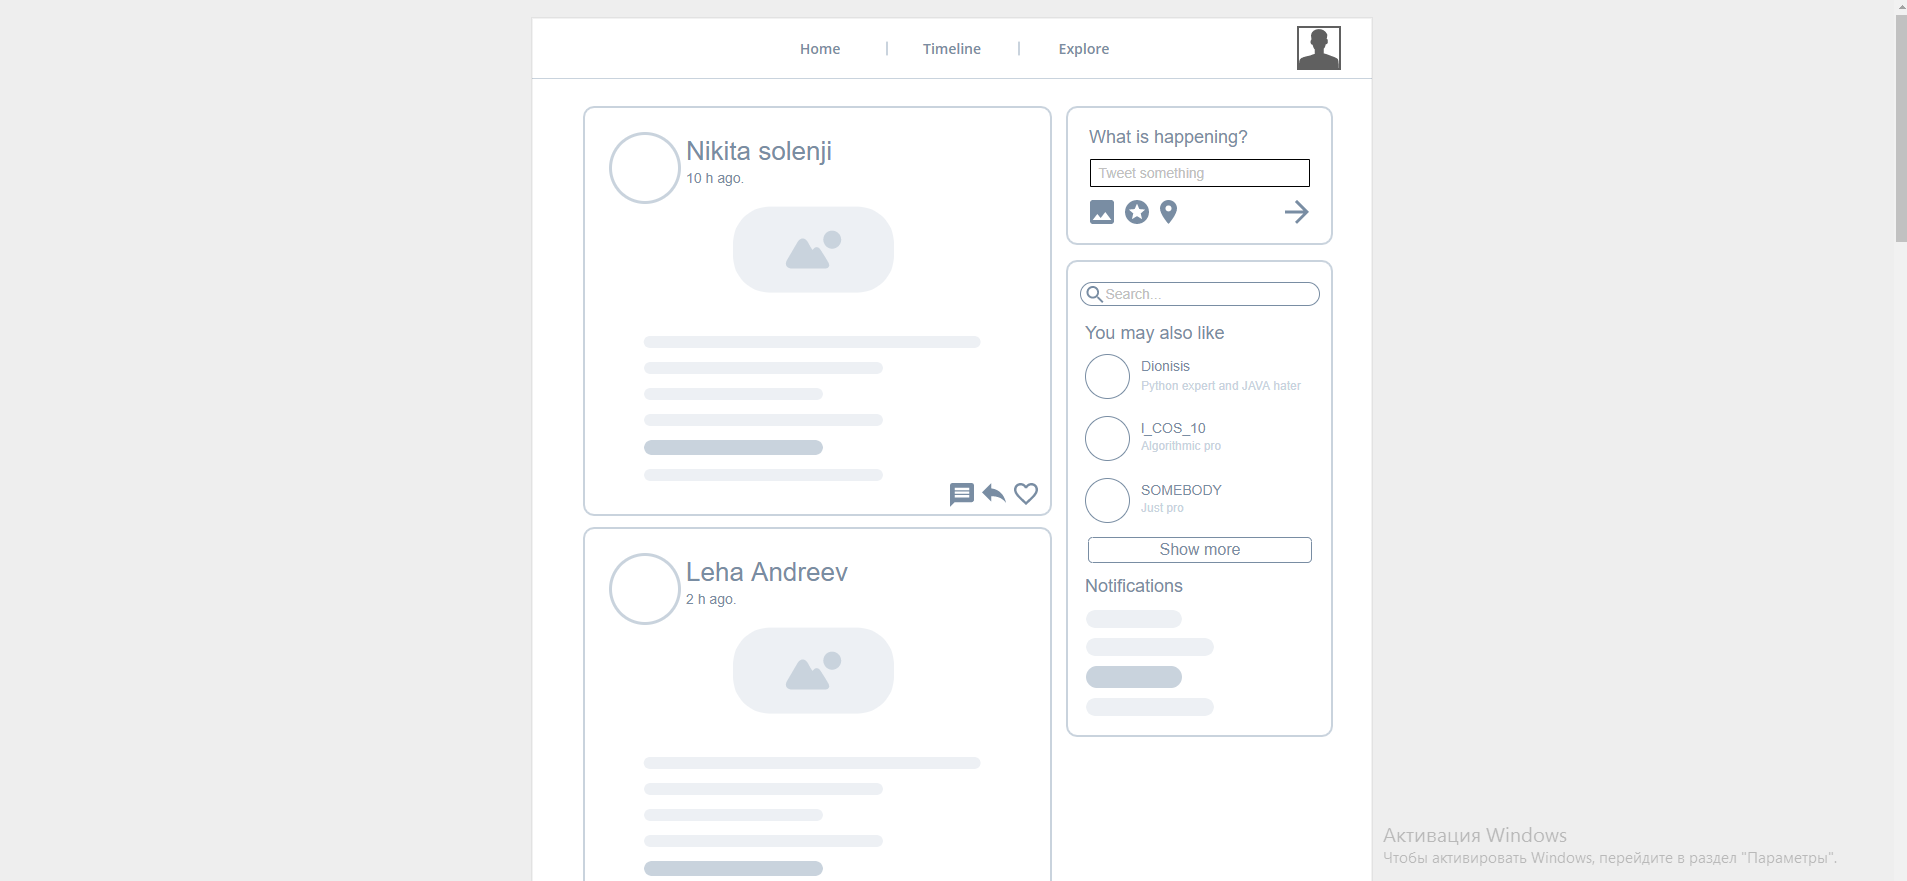 Home | Timeline | Explore
Nikita solenji
10 h ago.
Leha Andreev
2 h ago.
What is happening?
Tweet something
Search...
You may also like
Dionisis
Python expert and JAVA hater
I_COS_10
Algorithmic pro
SOMEBODY
Just pro
Show more
Notifications
Активация Windows
Чтобы активировать Windows, перейдите в раздел "Параметры".